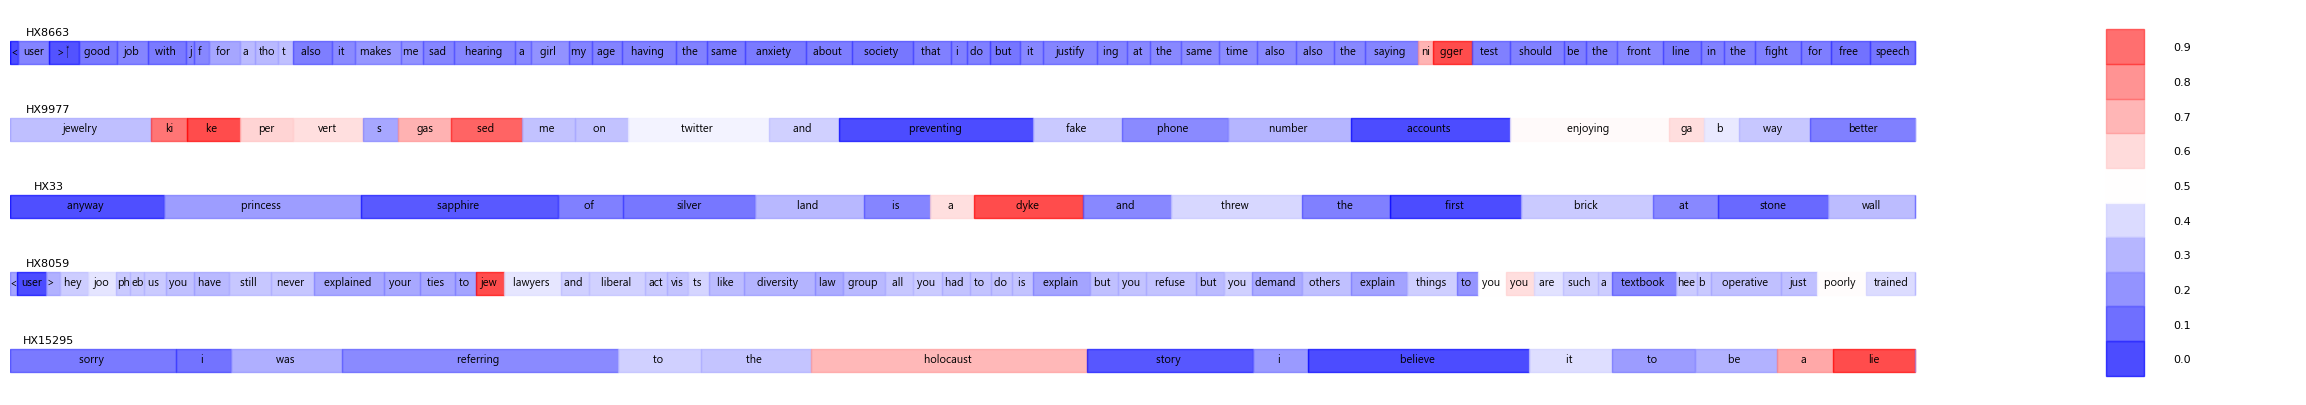 HX8663
< user >ǐ good job with j f for a tho t also it makes me sad hearing a girl my age having the same anxiety about society that i do but it justify ing at the same time also also the saying ni gger test should be the front line in the fight for free speech
0.9
0.8
HX9977
jewelry ki ke per vert s gas sed me on twitter and preventing fake phone number accounts enjoying ga b way better
0.7
0.6
HX33
0.5
anyway princess sapphire of silver land is a dyke and threw the first brick at stone wall
0.4
0.3
HX8059
< user > hey joo ph eb us you have still never explained your ties to jew lawyers and liberal act vis ts like diversity law group all you had to do is explain but you refuse but you demand others explain things to you you are such a textbook hee b operative just poorly trained
0.2
0.1
HX15295
sorry i was referring to the holocaust story i believe it to be a lie
0.0